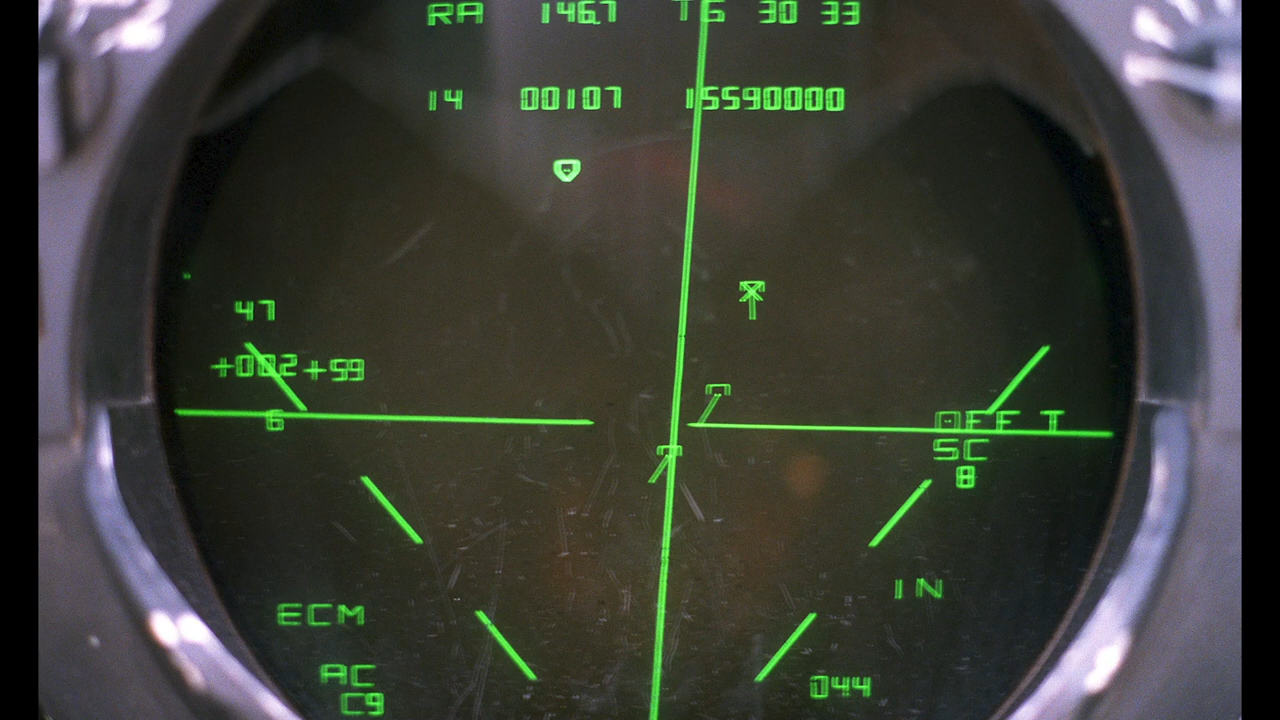 RA 146.7 TG 30 33
14 00107 15590000
47
+002 +59
6
OFF T
SC
8
IN
ECM
AC
C9
044